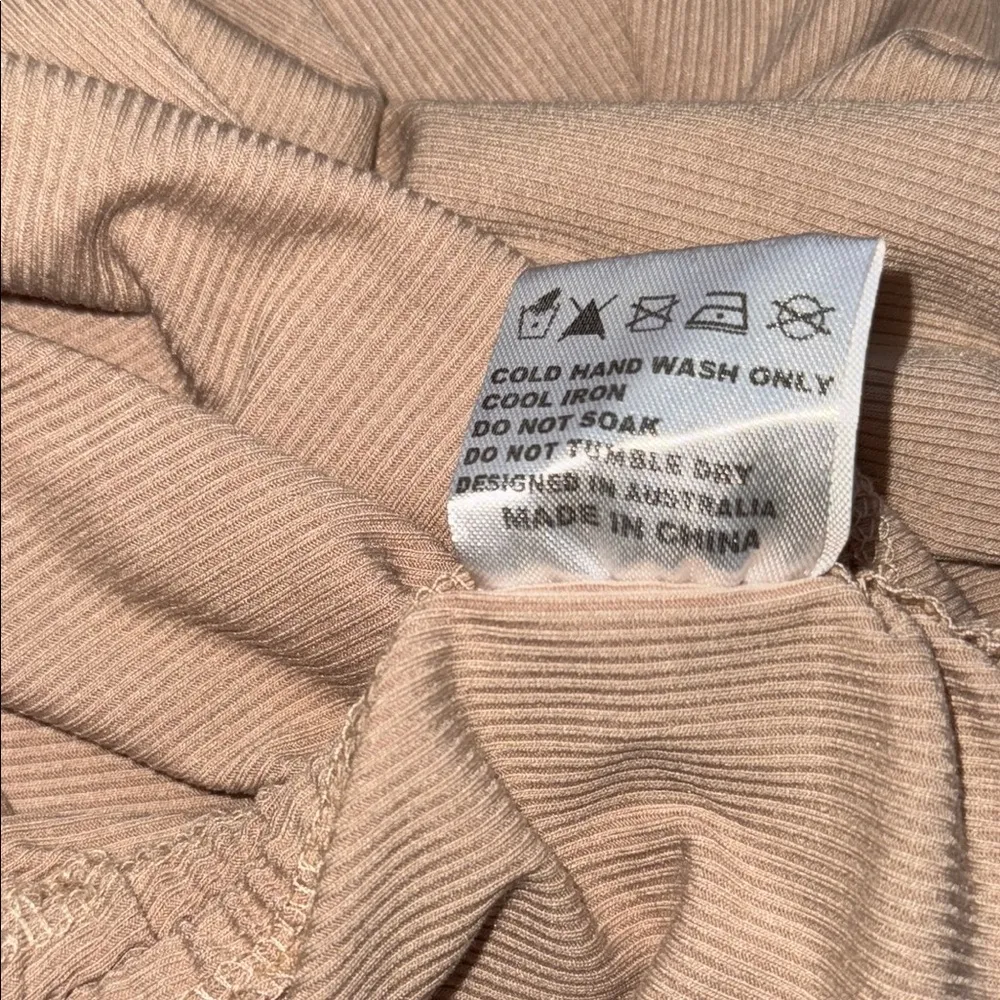 COLD HAND WASH ONLY
COOL IRON
DO NOT SOAK
DO NOT TUMBLE DRY
DESIGNED IN AUSTRALIA
MADE IN CHINA